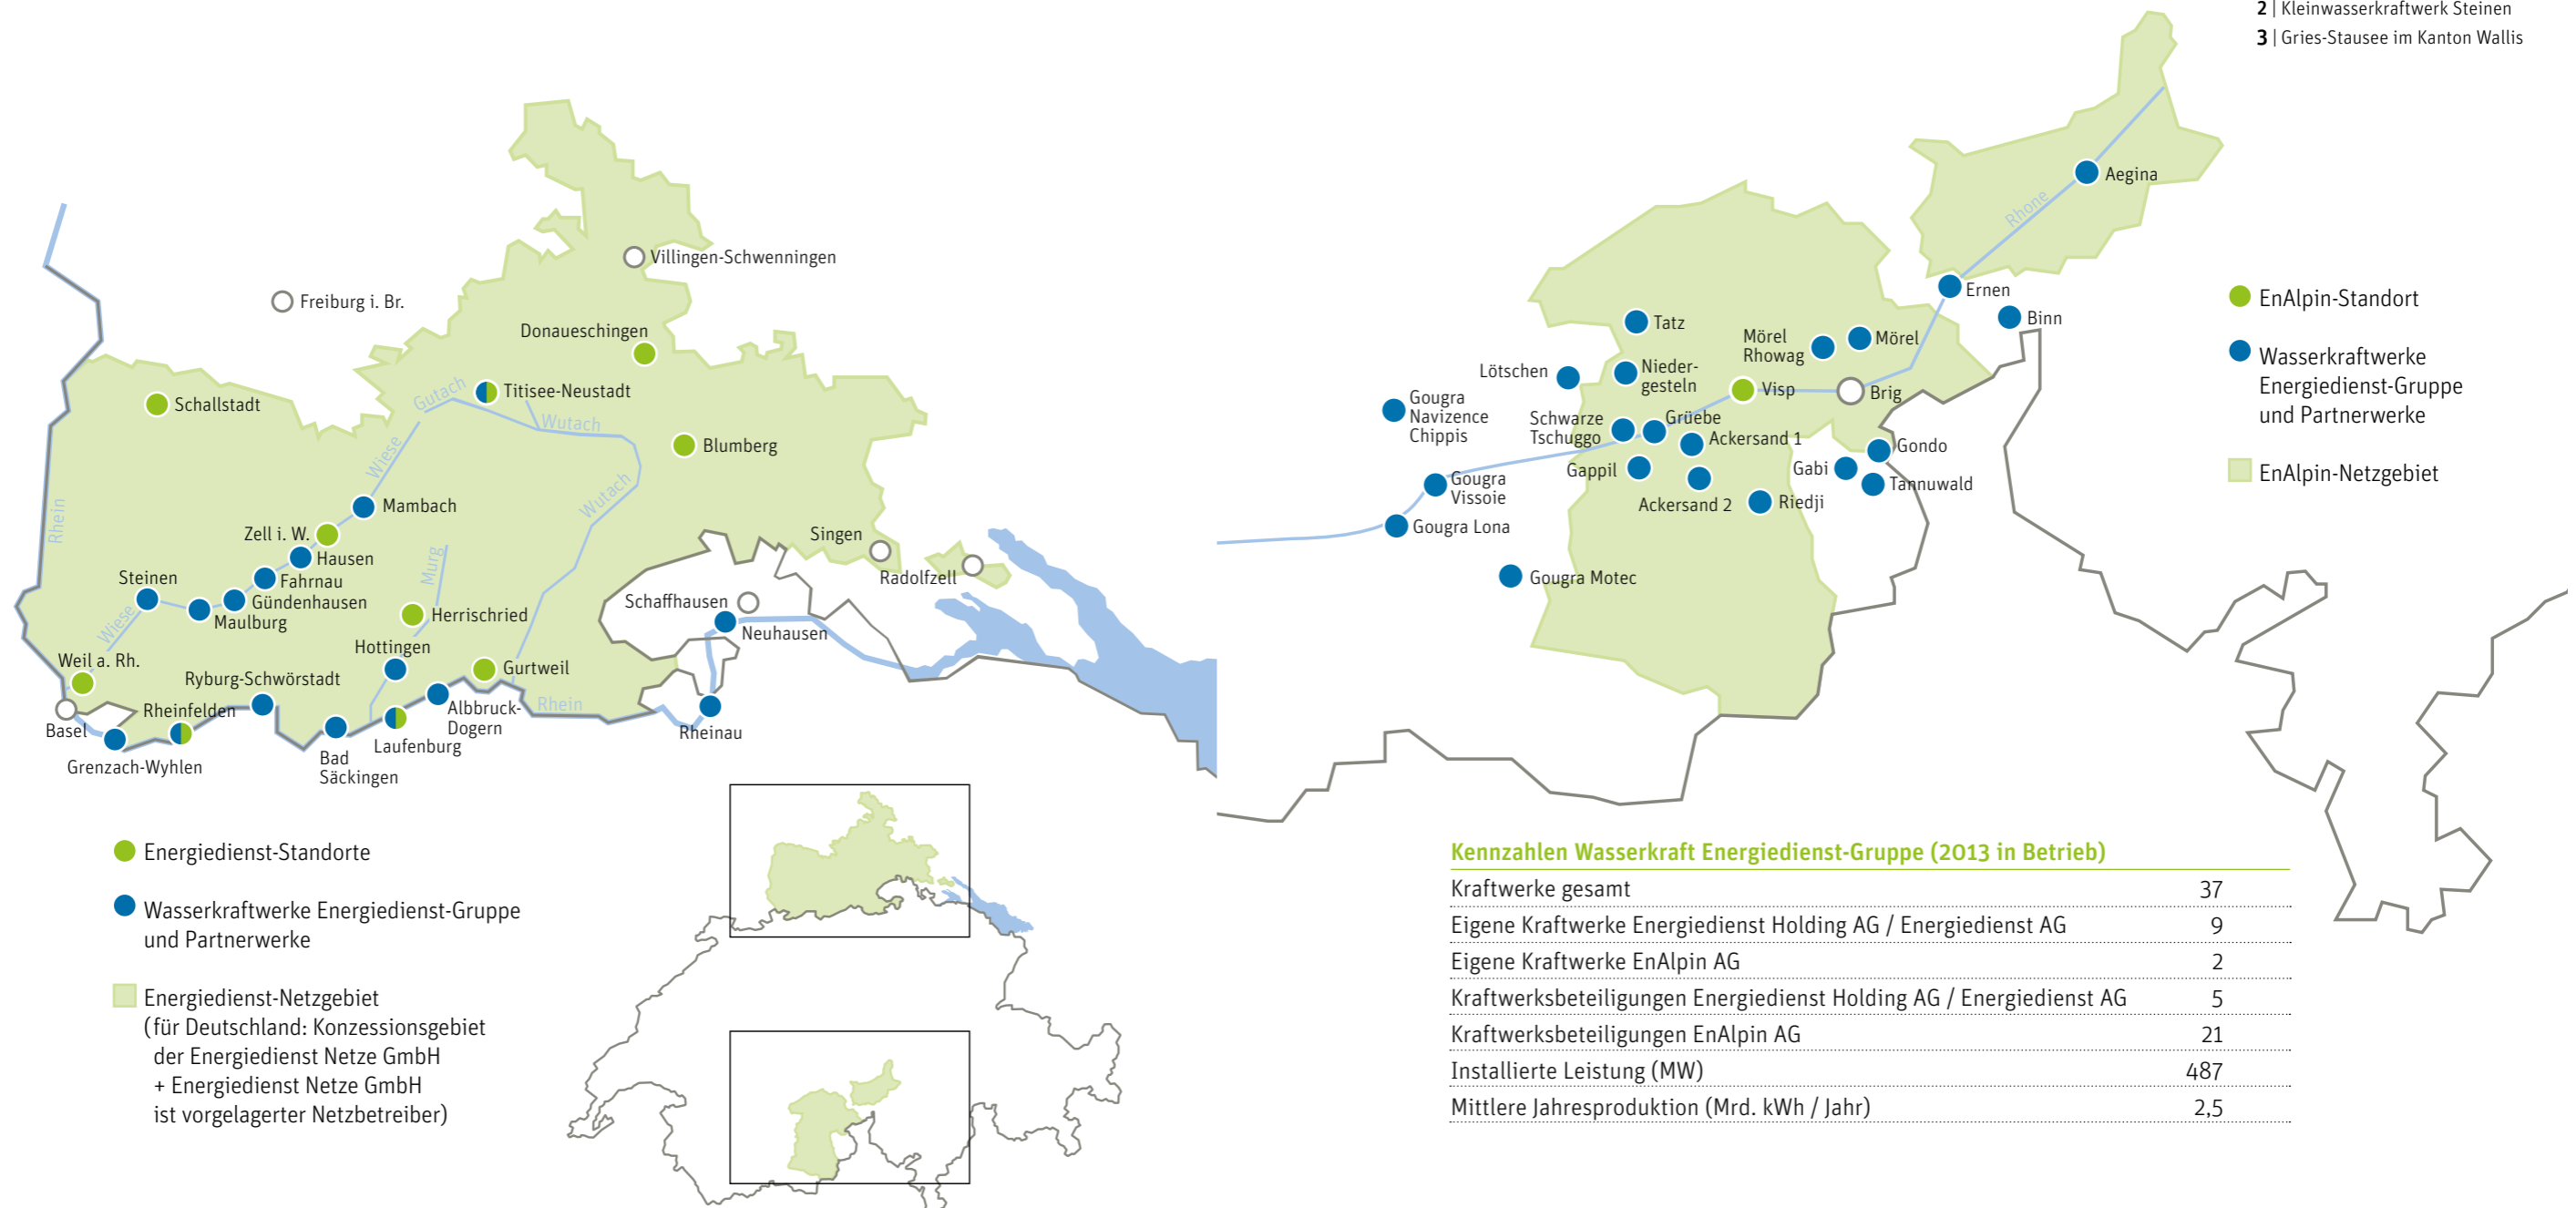 2 | Kleinwasserkraftwerk Steinen
3 | Gries-Stausee im Kanton Wallis
Villingen-Schwenningen
Freiburg i. Br.
Donaueschingen
Titisee-Neustadt
Gutach
Wutach
Schallstadt
Blumberg
Wiese
Rhein
Wutach
Mambach
Zell i. W.
Hausen
Fahrnau
Gündenhausen
Maulburg
Steinen
Wiese
Murg
Herrischried
Hottingen
Gurtweil
Singen
Radolfzell
Schaffhausen
Neuhausen
Rheinau
Rhein
Weil a. Rh.
Basel
Grenzach-Wyhlen
Rheinfelden
Ryburg-Schwörstadt
Bad
Säckingen
Laufenburg
Albbruck-
Dogern
Energiedienst-Standorte
Wasserkraftwerke Energiedienst-Gruppe
und Partnerwerke
Energiedienst-Netzgebiet
(für Deutschland: Konzessionsgebiet
der Energiedienst Netze GmbH
+ Energiedienst Netze GmbH
ist vorgelagerter Netzbetreiber)
Aegina
Rhone
Ernen
Binn
Tatz
Mörel
Rhowag
Mörel
Lötschen
Nieder-
gesteln
Visp
Brig
Gougra
Navizence
Chippis
Schwarze
Tschuggo
Grüebe
Ackersand 1
Gondo
Gappil
Gabi
Tannuwald
Gougra
Vissoie
Ackersand 2
Riedji
Gougra Lona
Gougra Motec
EnAlpin-Standort
Wasserkraftwerke
Energiedienst-Gruppe
und Partnerwerke
EnAlpin-Netzgebiet
Kennzahlen Wasserkraft Energiedienst-Gruppe (2013 in Betrieb)
Kraftwerke gesamt 37
Eigene Kraftwerke Energiedienst Holding AG / Energiedienst AG 9
Eigene Kraftwerke EnAlpin AG 2
Kraftwerksbeteiligungen Energiedienst Holding AG / Energiedienst AG 5
Kraftwerksbeteiligungen EnAlpin AG 21
Installierte Leistung (MW) 487
Mittlere Jahresproduktion (Mrd. kWh / Jahr) 2,5